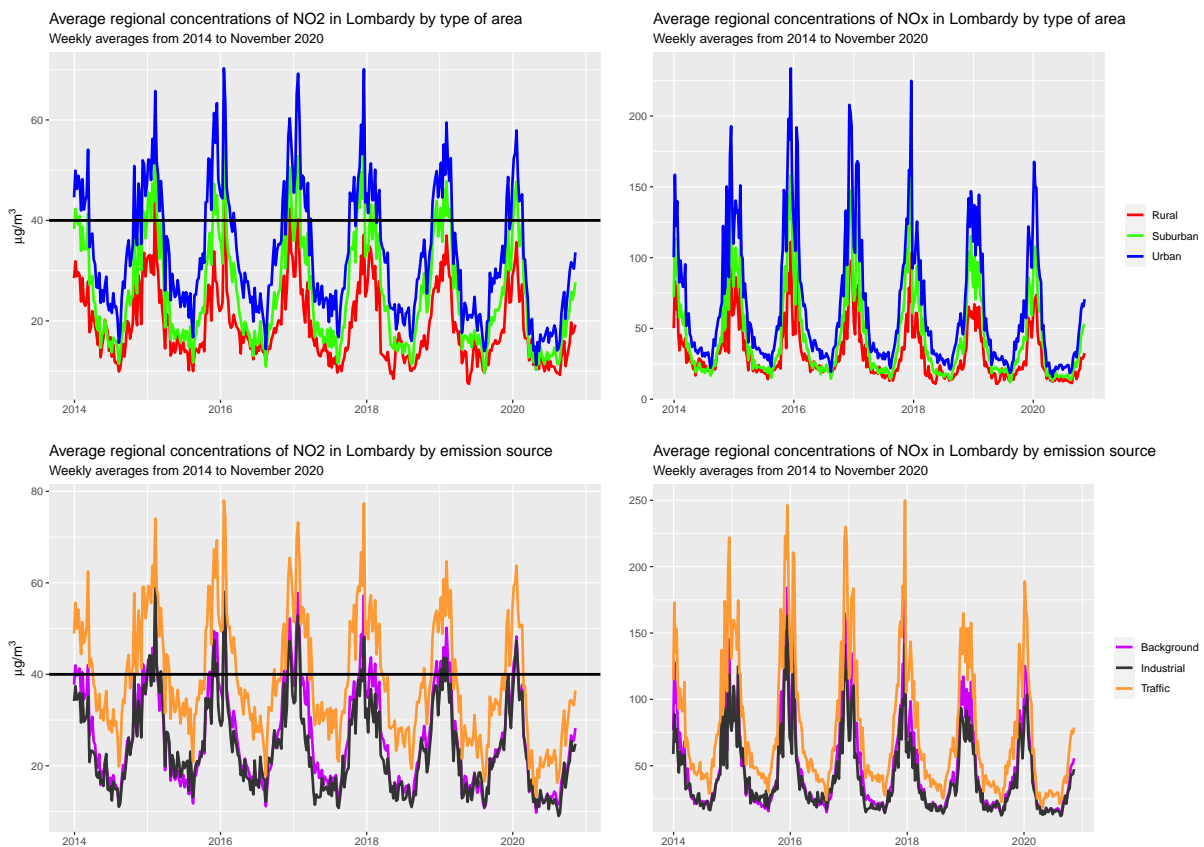 Average regional concentrations of NO2 in Lombardy by type of area
Weekly averages from 2014 to November 2020
µg/m³
60
40
20
2014
2016
2018
2020
Average regional concentrations of NOx in Lombardy by type of area
Weekly averages from 2014 to November 2020
200
150
100
50
0
2014
2016
2018
2020
Rural
Suburban
Urban
Average regional concentrations of NO2 in Lombardy by emission source
Weekly averages from 2014 to November 2020
µg/m³
80
60
40
20
2014
2016
2018
2020
Average regional concentrations of NOx in Lombardy by emission source
Weekly averages from 2014 to November 2020
250
200
150
100
50
2014
2016
2018
2020
Background
Industrial
Traffic